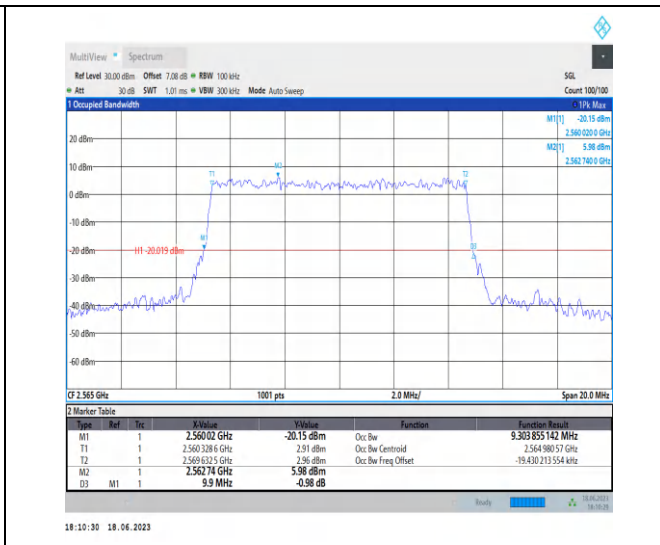 MultiView Spectrum
Ref Level 30.00 dBm Offset 7.08 dB RBW 100 kHz SGL
Att 30 dB SWT 1.01 ms VBW 300 kHz Mode Auto Sweep Count 100/100
1 Occupied Bandwidth 1Pk Max
M1[1] -20.15 dBm
2.560 020 0 GHz
M2[1] 5.98 dBm
2.562 740 0 GHz
20 dBm
10 dBm
T1 M2 T2
0 dBm
-10 dBm
M1 D3
-20 dBm H1 -20.019 dBm
-30 dBm
-40 dBm
-50 dBm
-60 dBm
CF 2.565 GHz 1001 pts 2.0 MHz/ Span 20.0 MHz
2 Marker Table
Type Ref Trc X-Value Y-Value Function Function Result
M1 1 2.560 02 GHz -20.15 dBm Occ Bw 9.303 855 142 MHz
T1 1 2.560 328 6 GHz 2.91 dBm Occ Bw Centroid 2.564 980 57 GHz
T2 1 2.569 632 5 GHz 2.96 dBm Occ Bw Freq Offset -19.430 213 554 kHz
M2 1 2.562 74 GHz 5.98 dBm
D3 M1 1 9.9 MHz -0.98 dB
Ready 18.06.2023
18:10:29
18:10:30 18.06.2023